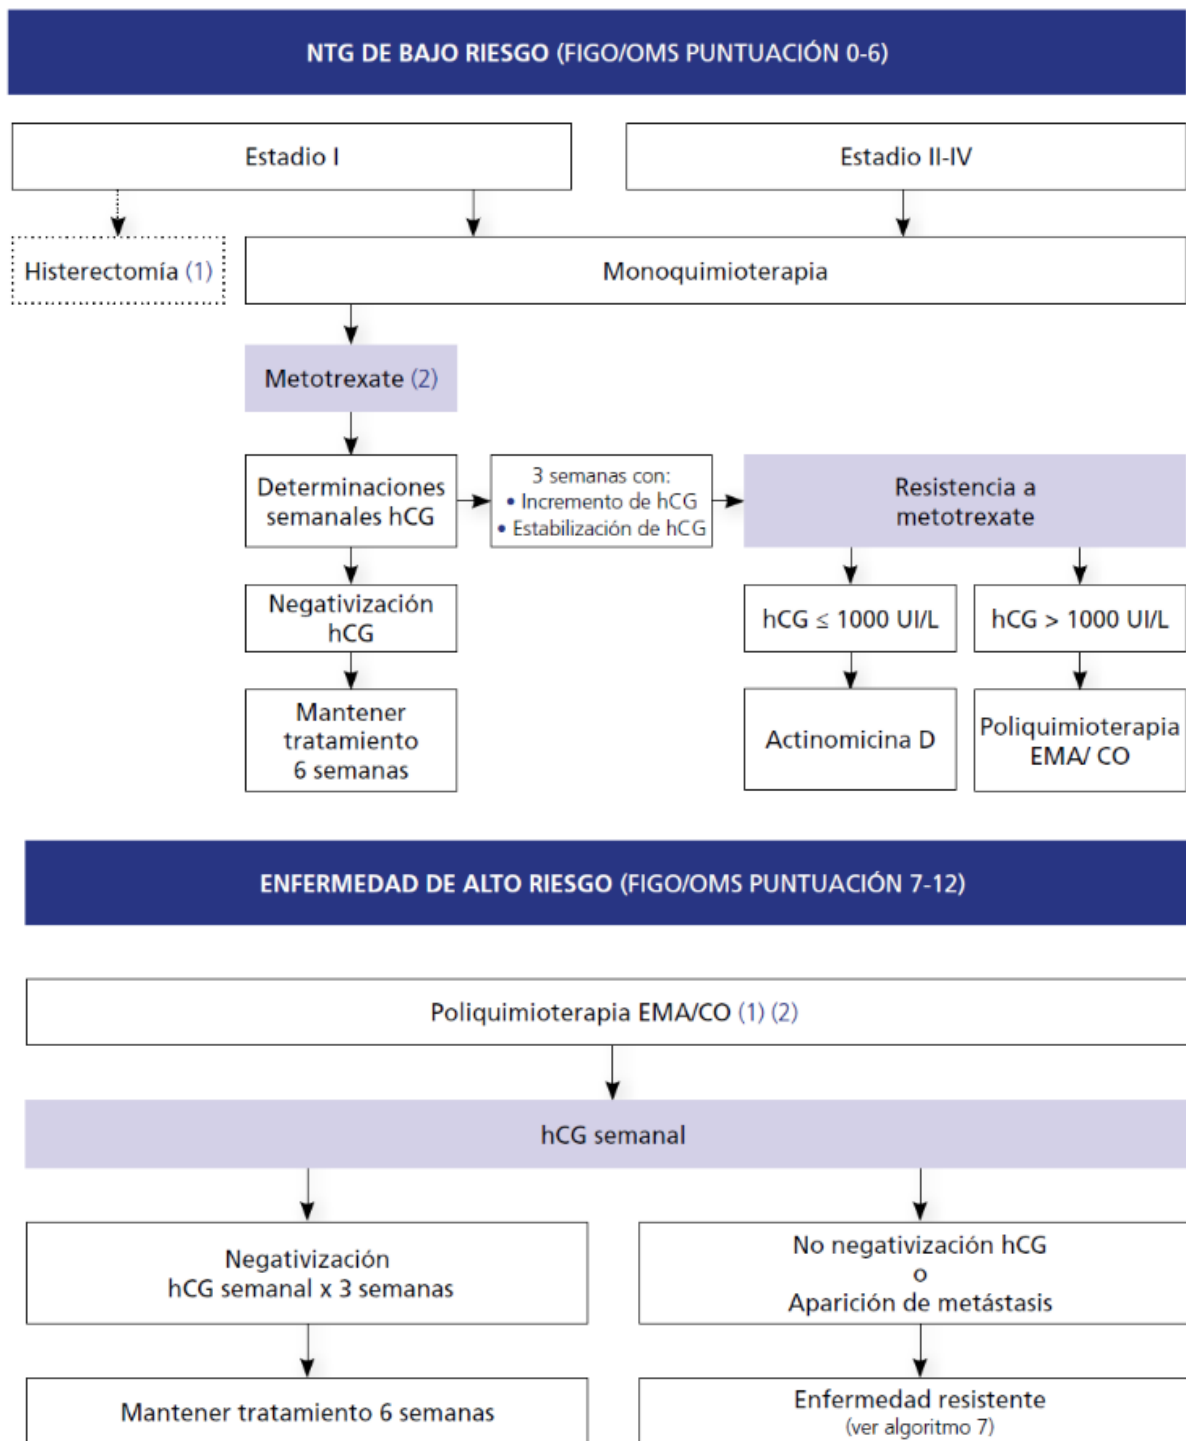 NTG DE BAJO RIESGO (FIGO/OMS PUNTUACIÓN 0-6)
Estadio I
Estadio II-IV
Histerectomía (1)
Monoquimioterapia
Metotrexate (2)
Determinaciones
semanales hCG
3 semanas con:
• Incremento de hCG
• Estabilización de hCG
Resistencia a
metotrexate
Negativización
hCG
hCG ≤ 1000 UI/L
hCG > 1000 UI/L
Mantener
tratamiento
6 semanas
Actinomicina D
Poliquimioterapia
EMA/ CO
ENFERMEDAD DE ALTO RIESGO (FIGO/OMS PUNTUACIÓN 7-12)
Poliquimioterapia EMA/CO (1) (2)
hCG semanal
Negativización
hCG semanal x 3 semanas
No negativización hCG
o
Aparición de metástasis
Mantener tratamiento 6 semanas
Enfermedad resistente
(ver algoritmo 7)